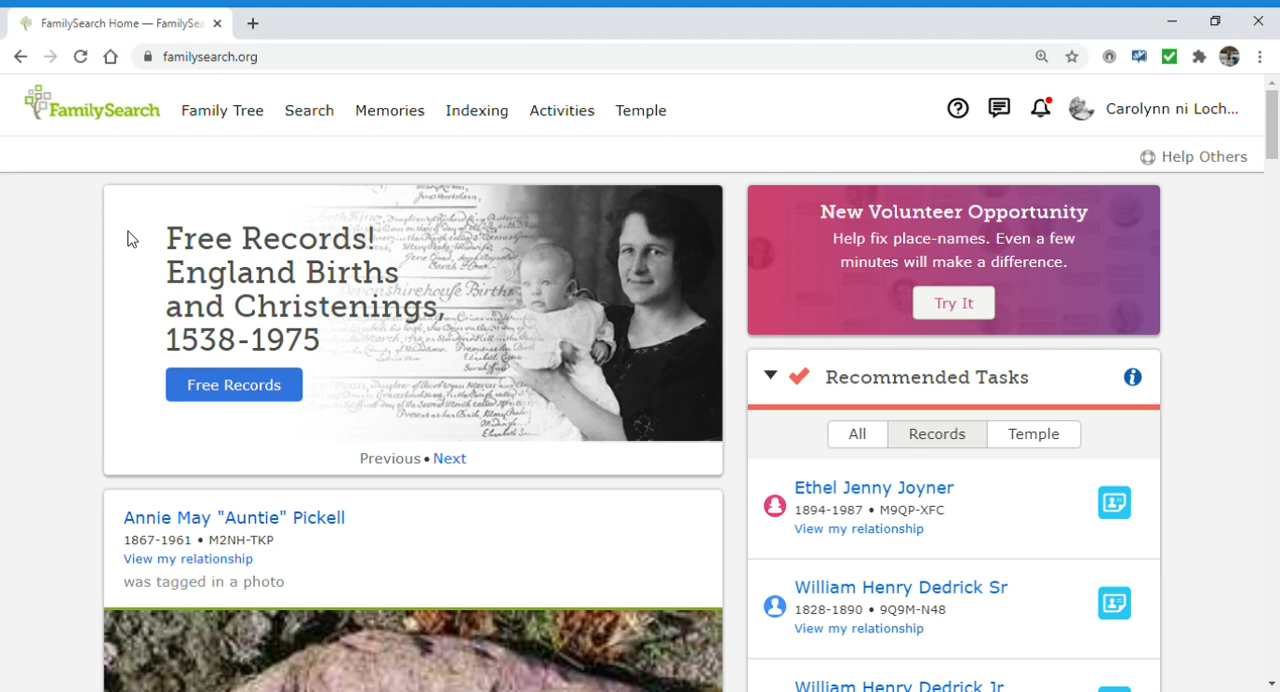 FamilySearch Home — FamilySea
familysearch.org
FamilySearch Family Tree Search Memories Indexing Activities Temple
Carolynn ni Loch...
Help Others
Free Records!
England Births
and Christenings,
1538-1975
Free Records
Previous • Next
Annie May "Auntie" Pickell
1867-1961 • M2NH-TKP
View my relationship
was tagged in a photo
New Volunteer Opportunity
Help fix place-names. Even a few
minutes will make a difference.
Try It
Recommended Tasks
All Records Temple
Ethel Jenny Joyner
1894-1987 • M9QP-XFC
View my relationship
William Henry Dedrick Sr
1828-1890 • 9Q9M-N48
View my relationship
William Henry Dedrick Jr